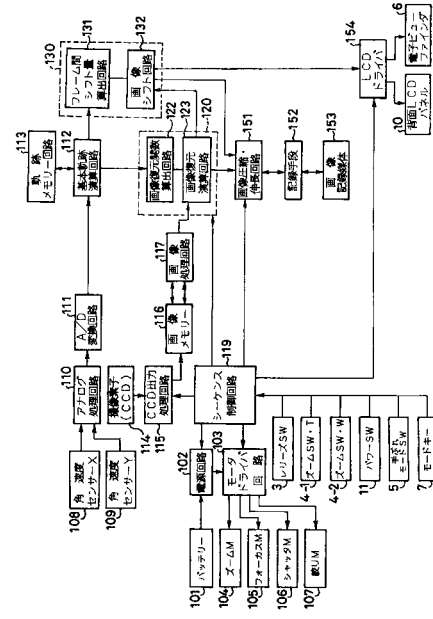 130
フレーム間
シフト量
算出回路
131
画像
シフト回路
132
154
LCD
ドライバ
電子ビュー
ファインダ
6
背面LCD
パネル
10
113
軌跡
メモリー回路
112
基本軌跡
演算回路
画像復元関数
算出回路
122
123
120
画像復元
演算回路
151
画像圧縮・
伸長回路
152
記録手段
153
画像
記録媒体
111
A/D
変換回路
117
画像
処理回路
116
画像
メモリー
110
アナログ
処理回路
撮像素子
(CCD)
114
CCD出力
処理回路
115
119
シーケンス
制御回路
108
角速度
センサーX
109
角速度
センサーY
102
電源回路
103
モータ
ドライバ
回路
101
バッテリー
104
ズームM
105
フォーカスM
106
シャッタM
107
絞りM
3
レリーズSW
4-1
ズームSW・T
4-2
ズームSW・W
11
パワーSW
5
手ぶれ
モードSW
7
モードキー